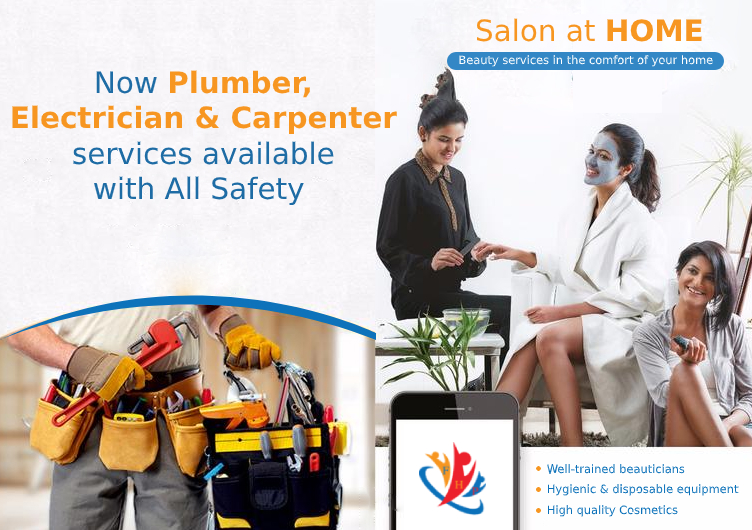 Now Plumber,
Electrician & Carpenter
services available
with All Safety
Salon at HOME
Beauty services in the comfort of your home
Well-trained beauticians
Hygienic & disposable equipment
High quality Cosmetics